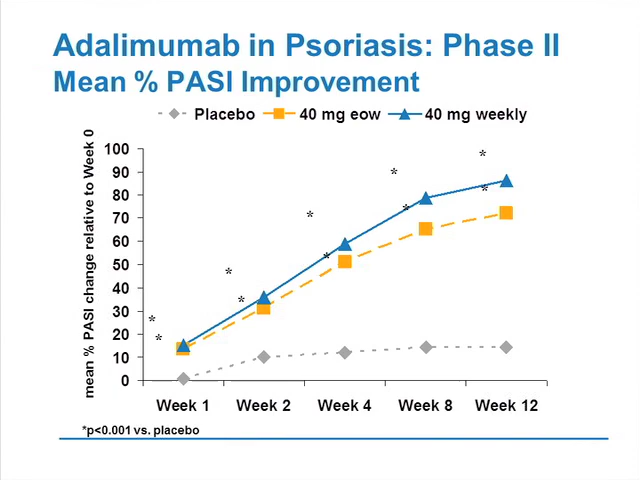 Adalimumab in Psoriasis: Phase II
Mean % PASI Improvement
Placebo 40 mg eow 40 mg weekly
mean % PASI change relative to Week 0
100
90
80
70
60
50
40
30
20
10
0
* *
* *
* *
* *
* *
Week 1 Week 2 Week 4 Week 8 Week 12
*p<0.001 vs. placebo